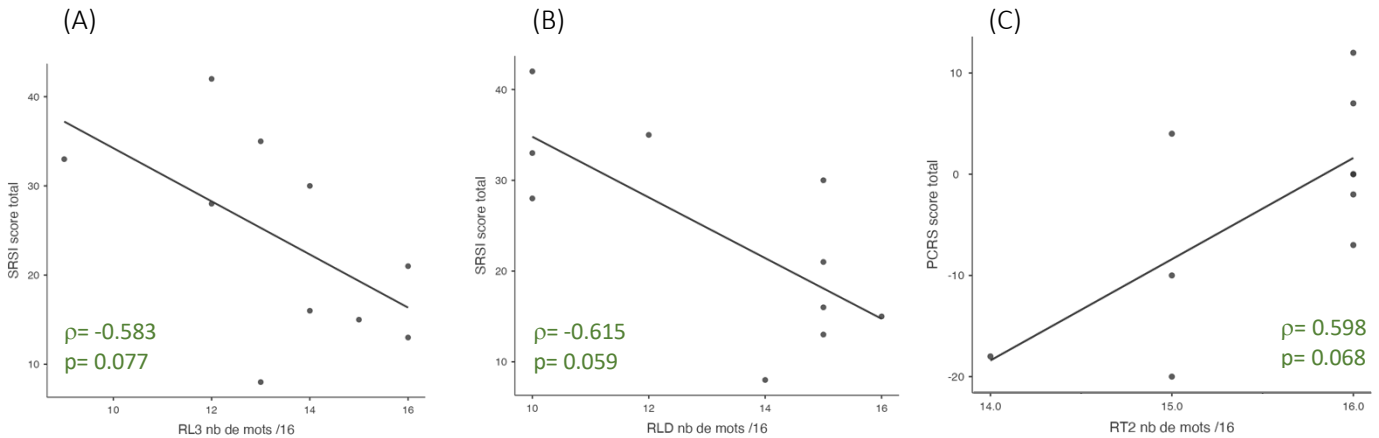 (A)
40
30
20
10
SRSI score total
10 12 14 16
RL3 nb de mots /16
ρ= -0.583
p= 0.077
(B)
40
30
20
10
SRSI score total
10 12 14 16
RLD nb de mots /16
ρ= -0.615
p= 0.059
(C)
10
0
-10
-20
PCRS score total
14.0 15.0 16.0
RT2 nb de mots /16
ρ= 0.598
p= 0.068